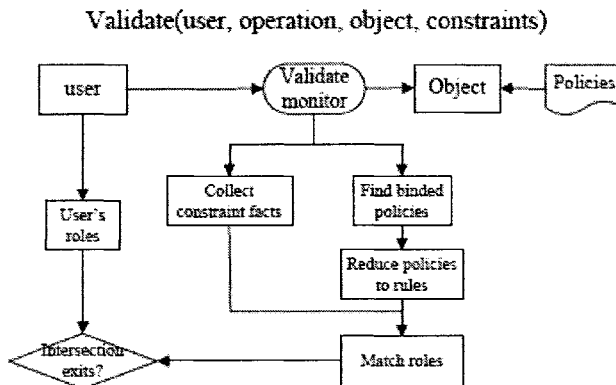 Validate(user, operation, object, constraints)
user
Validate
monitor
Object
Policies
User's
roles
Collect
constraint facts
Find binded
policies
Reduce policies
to rules
Intersection
exits?
Match roles